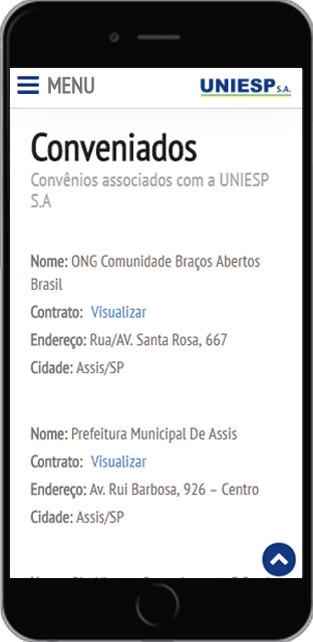 MENU
UNIESP S.A.
Conveniados
Convênios associados com a UNIESP
S.A
Nome: ONG Comunidade Braços Abertos
Brasil
Contrato: Visualizar
Endereço: Rua/AV. Santa Rosa, 667
Cidade: Assis/SP
Nome: Prefeitura Municipal De Assis
Contrato: Visualizar
Endereço: Av. Rui Barbosa, 926 – Centro
Cidade: Assis/SP